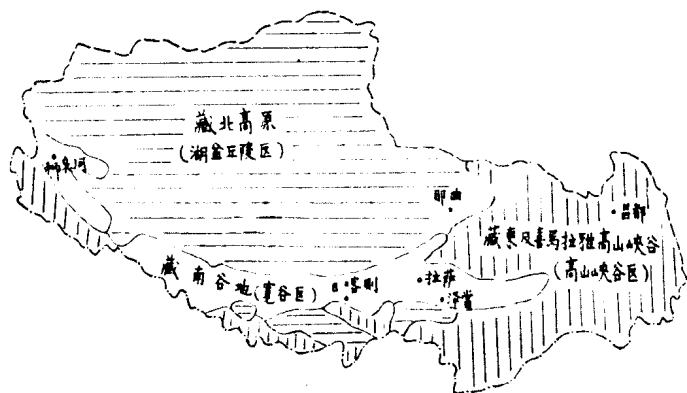 藏北高原
(湖盆丘陵区)
狮泉河
那曲
昌都
藏东及喜馬拉雅高山峡谷
(高山峡谷区)
藏南谷地(宽谷区)
日喀则
拉萨
泽当